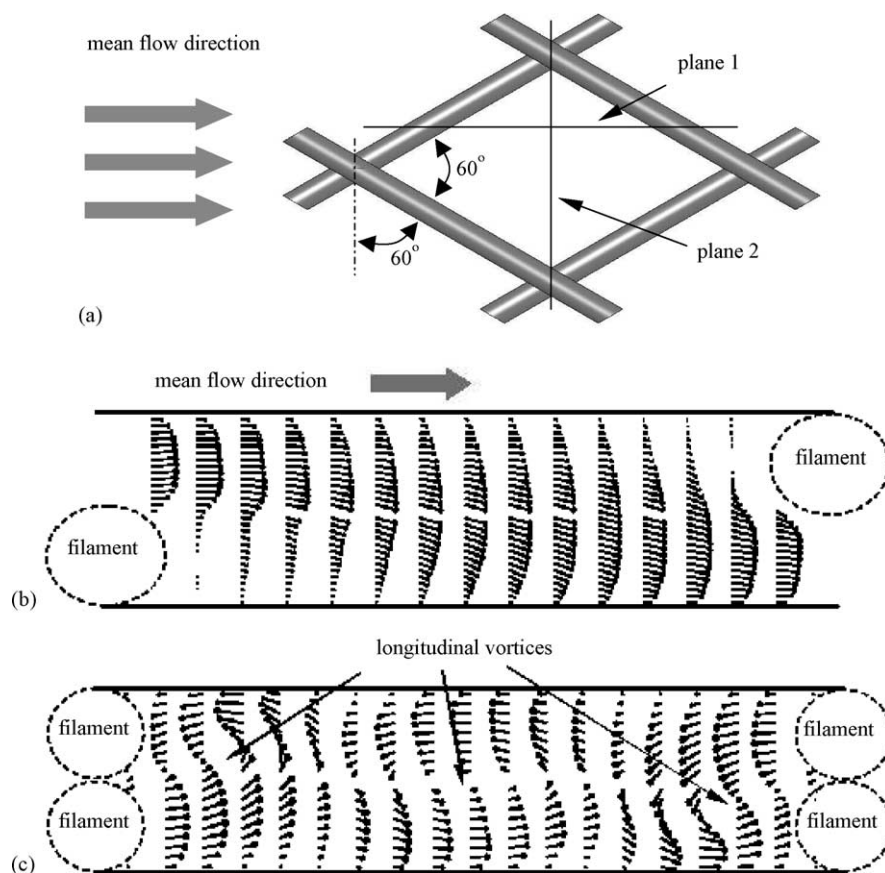 mean flow direction
plane 1
60°
60°
plane 2
(a)
mean flow direction
filament
filament
(b)
longitudinal vortices
filament
filament
filament
filament
(c)